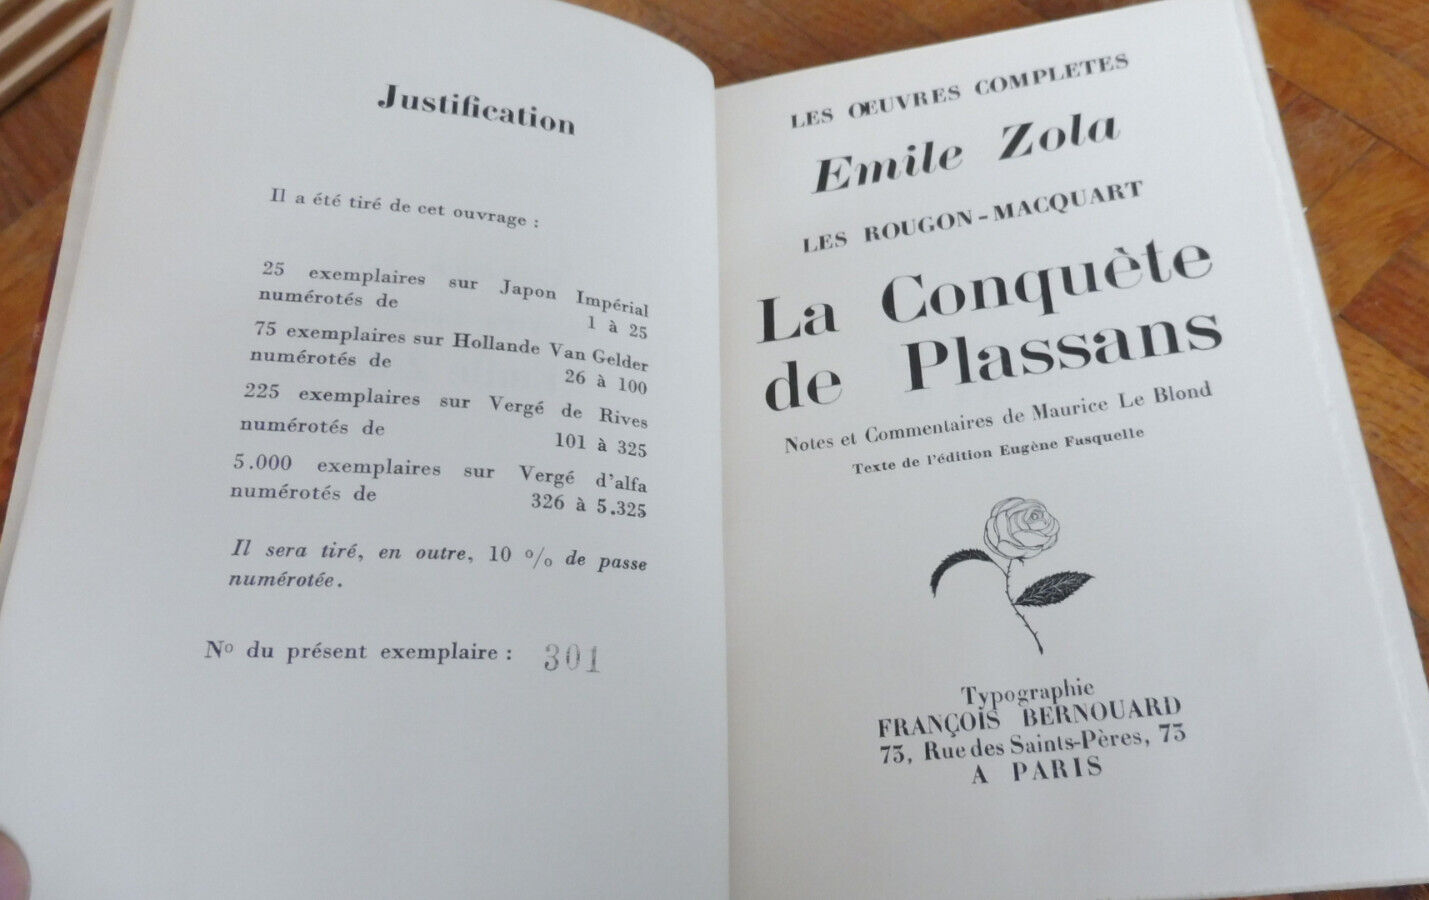 Justification
Il a été tiré de cet ouvrage :
25 exemplaires sur Japon Impérial
numérotés de 1 à 25
75 exemplaires sur Hollande Van Gelder
numérotés de 26 à 100
225 exemplaires sur Vergé de Rives
numérotés de 101 à 325
5.000 exemplaires sur Vergé d'alfa
numérotés de 326 à 5.325
Il sera tiré, en outre, 10 % de passe
numérotée.
Nº du présent exemplaire : 301
LES ŒUVRES COMPLETES
Emile Zola
LES ROUGON-MACQUART
La Conquète
de Plassans
Notes et Commentaires de Maurice Le Blond
Texte de l'édition Eugène Fasquelle
Typographie
FRANÇOIS BERNOUARD
73, Rue des Saints-Pères, 73
A PARIS